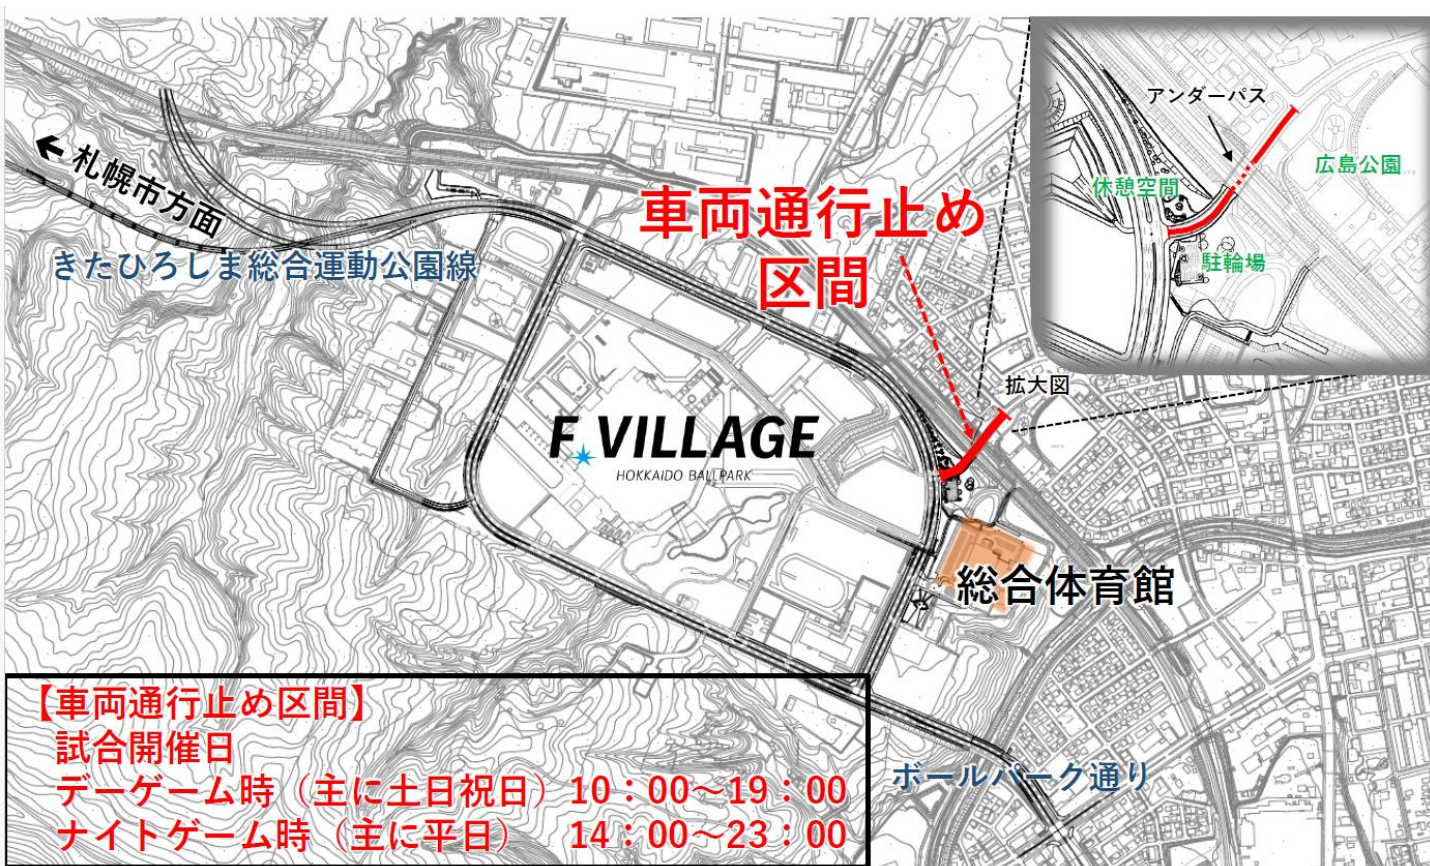 アンダーパス
広島公園
休憩空間
駐輪場
← 札幌市方面
きたひろしま総合運動公園線
車両通行止め
区間
拡大図
F VILLAGE
HOKKAIDO BALLPARK
総合体育館
【車両通行止め区間】
試合開催日
デーゲーム時（主に土日祝日）10：00～19：00
ナイトゲーム時（主に平日） 14：00～23：00
ボールパーク通り